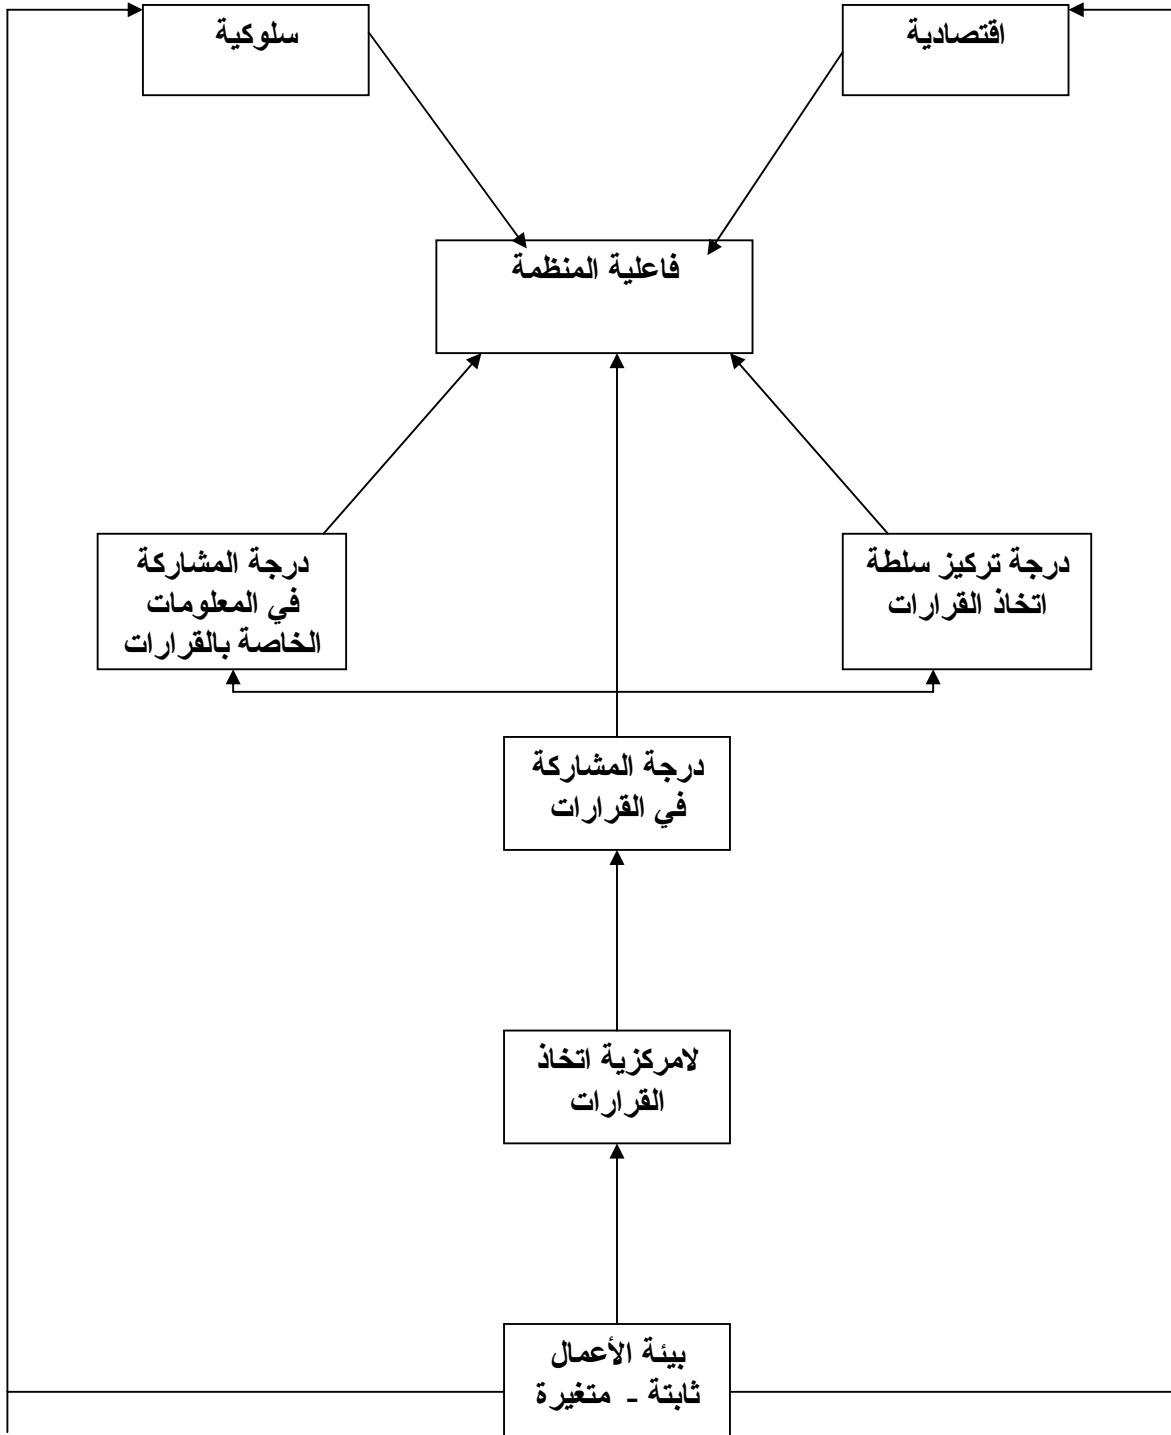 اقتصادية
سلوكية
فاعلية المنظمة
درجة تركيز سلطة
اتخاذ القرارات
درجة المشاركة
في المعلومات
الخاصة بالقرارات
درجة المشاركة
في القرارات
لامركزية اتخاذ
القرارات
بيئة الأعمال
ثابتة - متغيرة